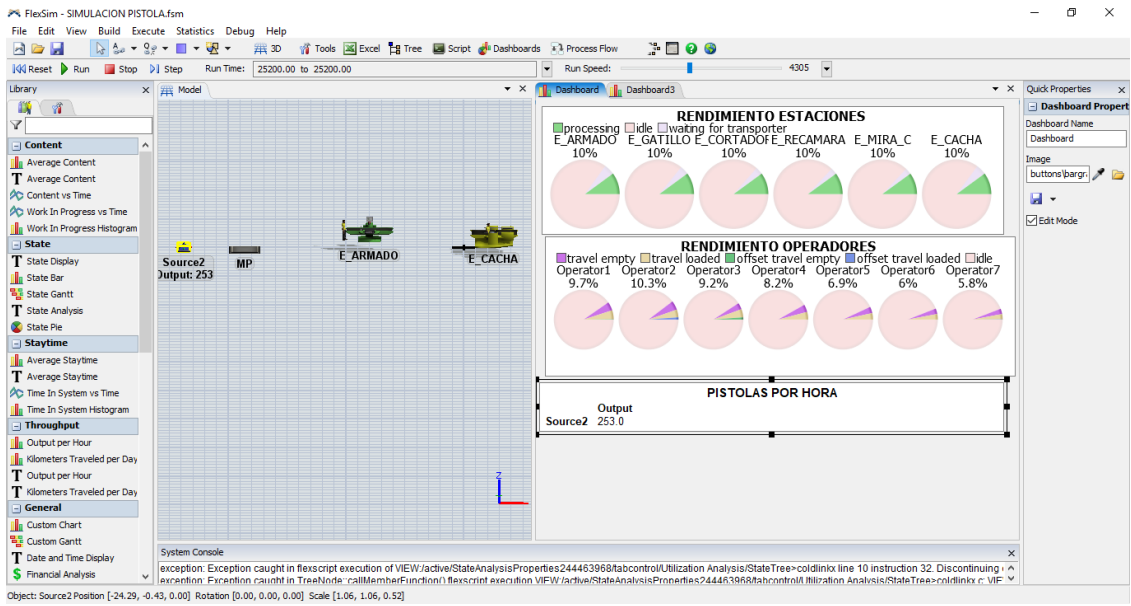 FlexSim - SIMULACION PISTOLA.fsm
File Edit View Build Execute Statistics Debug Help
3D Tools Excel Tree Script Dashboards Process Flow
Reset Run Stop Step Run Time: 25200.00 to 25200.00 Run Speed: 4305
Library
Content
Average Content
Average Content
Content vs Time
Work In Progress vs Time
Work In Progress Histogram
State
State Display
State Bar
State Gantt
State Analysis
State Pie
Staytime
Average Staytime
Average Staytime
Time In System vs Time
Time In System Histogram
Throughput
Output per Hour
Kilometers Traveled per Day
Output per Hour
Kilometers Traveled per Day
General
Custom Chart
Custom Gantt
Date and Time Display
Financial Analysis
Model
Source2
Output: 253
MP
E_ARMADO
E_CACHA
Z
Dashboard Dashboard3
RENDIMIENTO ESTACIONES
processing idle waiting for transporter
E_ARMADO E_GATILLO E_CORTADOR E_RECAMARA E_MIRA_C E_CACHA
10% 10% 10% 10% 10% 10%
RENDIMIENTO OPERADORES
travel empty travel loaded offset travel empty offset travel loaded idle
Operator1 Operator2 Operator3 Operator4 Operator5 Operator6 Operator7
9.7% 10.3% 9.2% 8.2% 6.9% 6% 5.8%
PISTOLAS POR HORA
Output
Source2 253.0
Quick Properties
Dashboard Propert
Dashboard Name
Dashboard
Image
buttons\bargr
Edit Mode
System Console
exception: Exception caught in flexscript execution of VIEW:/active/StateAnalysisProperties244463968/tabcontrol/Utilization Analysis/StateTree>coldlinkx line 10 instruction 32. Discontinuing
exception: Exception caught in TreeNode::callMemberFunction() flexscript execution VIEW:/active/StateAnalysisProperties244463968/tabcontrol/Utilization Analysis/StateTree>coldlinkx c: VIE
Object: Source2 Position [-24.29, -0.43, 0.00] Rotation [0.00, 0.00, 0.00] Scale [1.06, 1.06, 0.52]